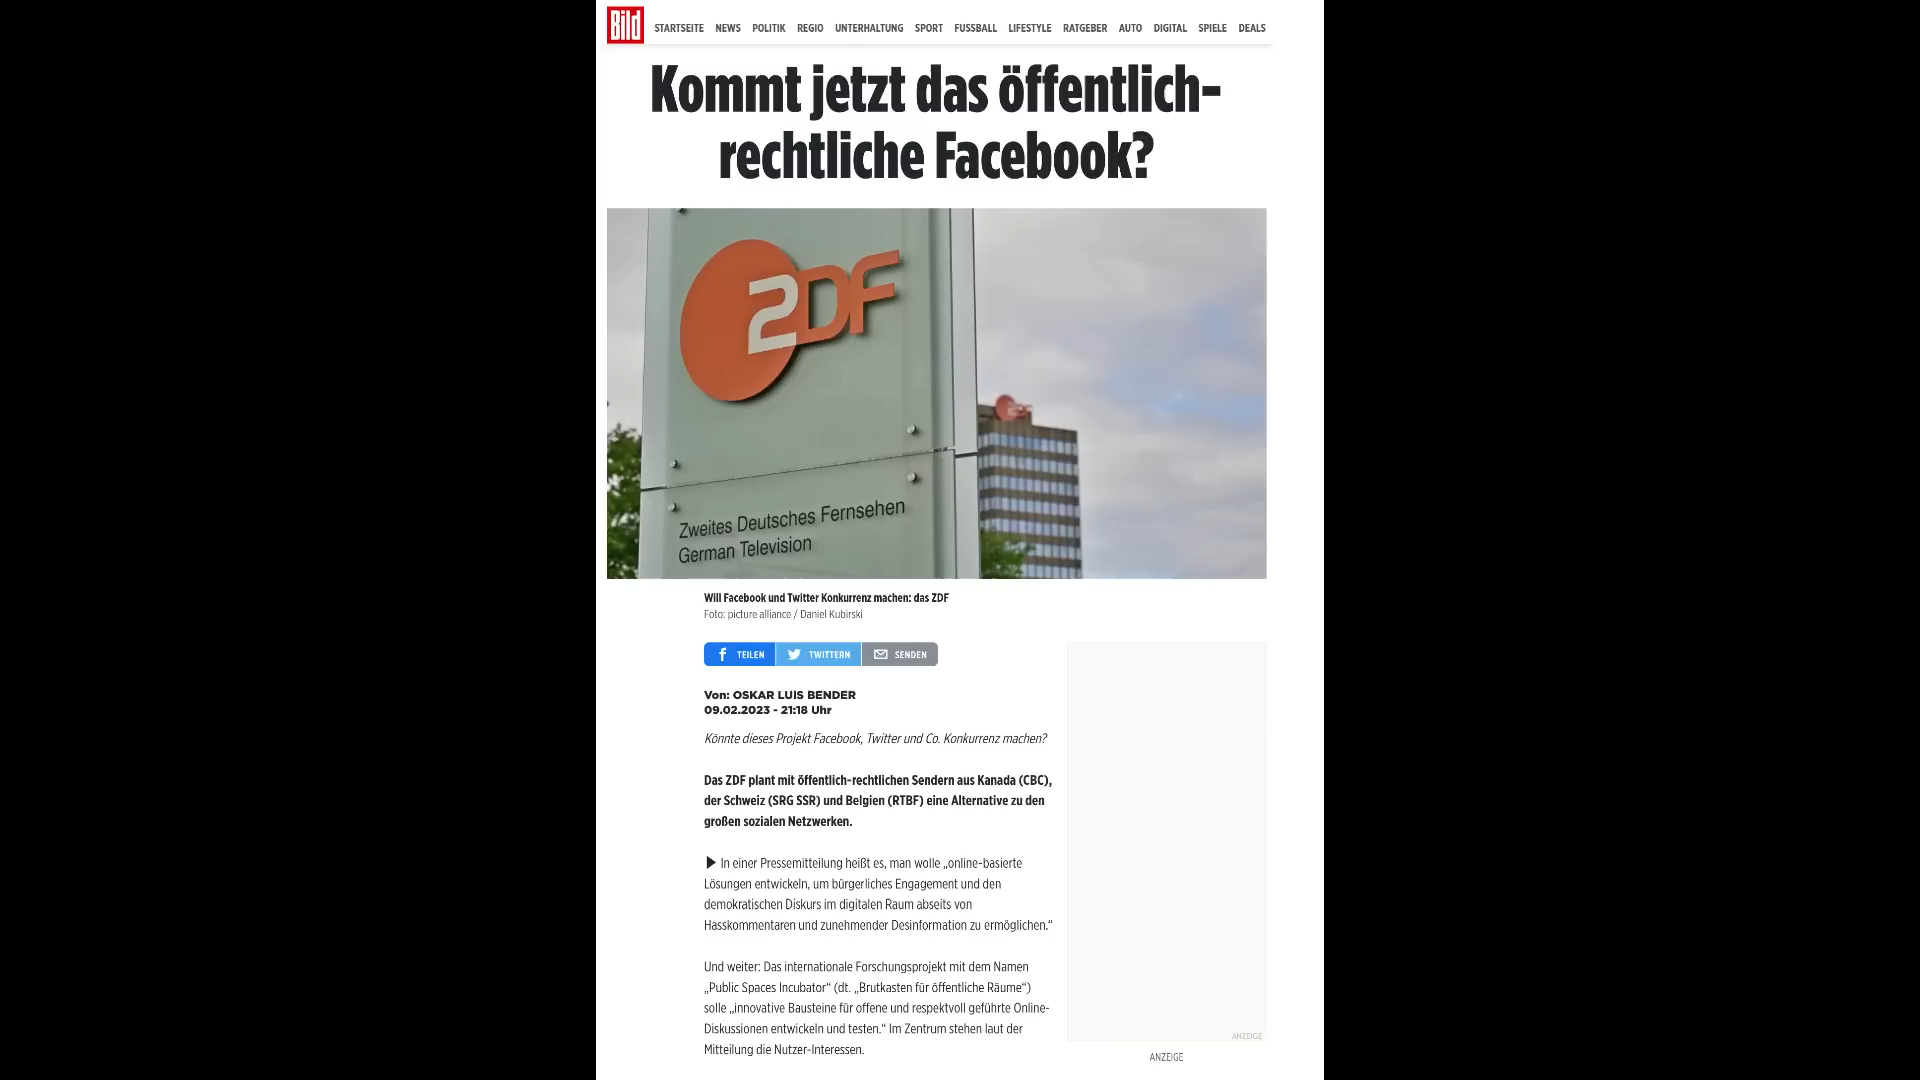 Bild
STARTSEITE NEWS POLITIK REGIO UNTERHALTUNG SPORT FUSSBALL LIFESTYLE RATGEBER AUTO DIGITAL SPIELE DEALS
Kommt jetzt das öffentlich-
rechtliche Facebook?
2DF
ZDF
Zweites Deutsches Fernsehen
German Television
Will Facebook und Twitter Konkurrenz machen: das ZDF
Foto: picture alliance / Daniel Kubirski
TEILEN TWITTERN SENDEN
Von: OSKAR LUIS BENDER
09.02.2023 - 21:18 Uhr
Könnte dieses Projekt Facebook, Twitter und Co. Konkurrenz machen?
Das ZDF plant mit öffentlich-rechtlichen Sendern aus Kanada (CBC),
der Schweiz (SRG SSR) und Belgien (RTBF) eine Alternative zu den
großen sozialen Netzwerken.
▶ In einer Pressemitteilung heißt es, man wolle „online-basierte
Lösungen entwickeln, um bürgerliches Engagement und den
demokratischen Diskurs im digitalen Raum abseits von
Hasskommentaren und zunehmender Desinformation zu ermöglichen.“
Und weiter: Das internationale Forschungsprojekt mit dem Namen
„Public Spaces Incubator“ (dt. „Brutkasten für öffentliche Räume“)
solle „innovative Bausteine für offene und respektvoll geführte Online-
Diskussionen entwickeln und testen.“ Im Zentrum stehen laut der
Mitteilung die Nutzer-Interessen.
ANZEIGE
ANZEIGE